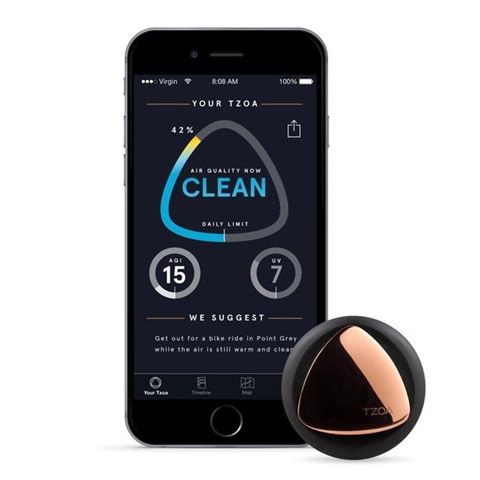 Virgin 8:08 AM 100%
YOUR TZOA
42%
AIR QUALITY NOW
CLEAN
DAILY LIMIT
AQI
15
UV
7
WE SUGGEST
Get out for a bike ride in Point Grey
while the air is still warm and clean
Your Tzoa Timeline Map
TZOA